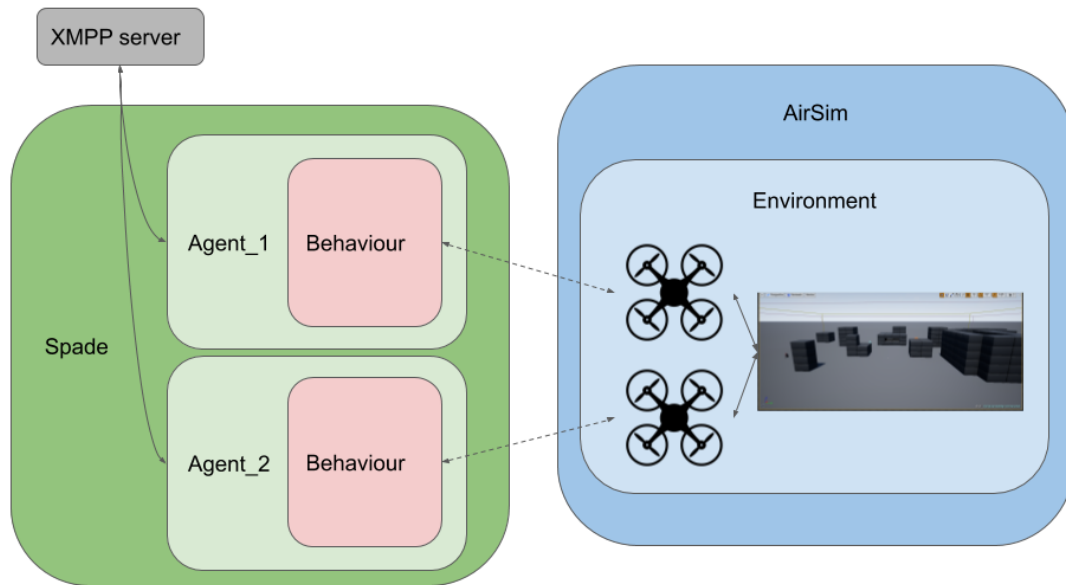 XMPP server
AirSim
Environment
Agent_1
Behaviour
Spade
Agent_2
Behaviour